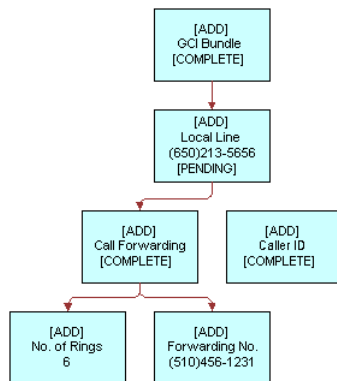 [ADD]
GCI Bundle
[COMPLETE]
[ADD]
Local Line
(650)213-5656
[PENDING]
[ADD]
Call Forwarding
[COMPLETE]
[ADD]
Caller ID
[COMPLETE]
[ADD]
No. of Rings
6
[ADD]
Forwarding No.
(510)456-1231